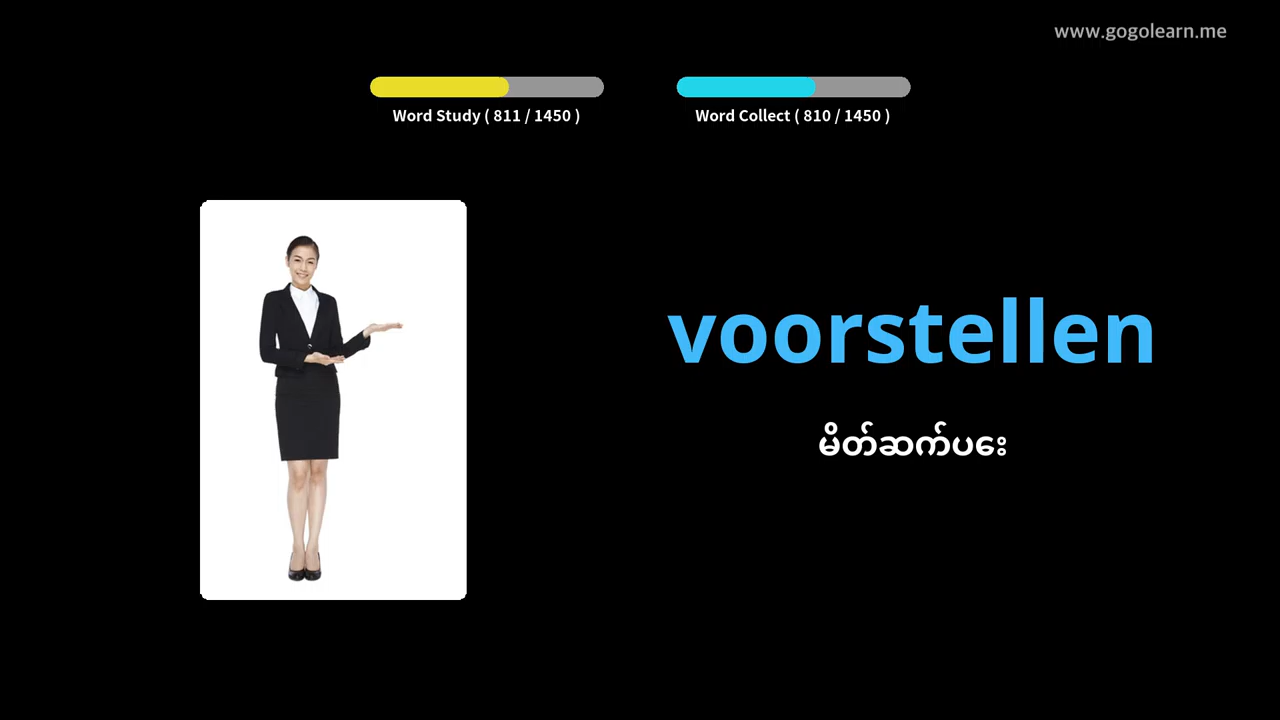 www.gogolearn.me
Word Study ( 811 / 1450 )
Word Collect ( 810 / 1450 )
voorstellen
မိတ်ဆက်ပေး